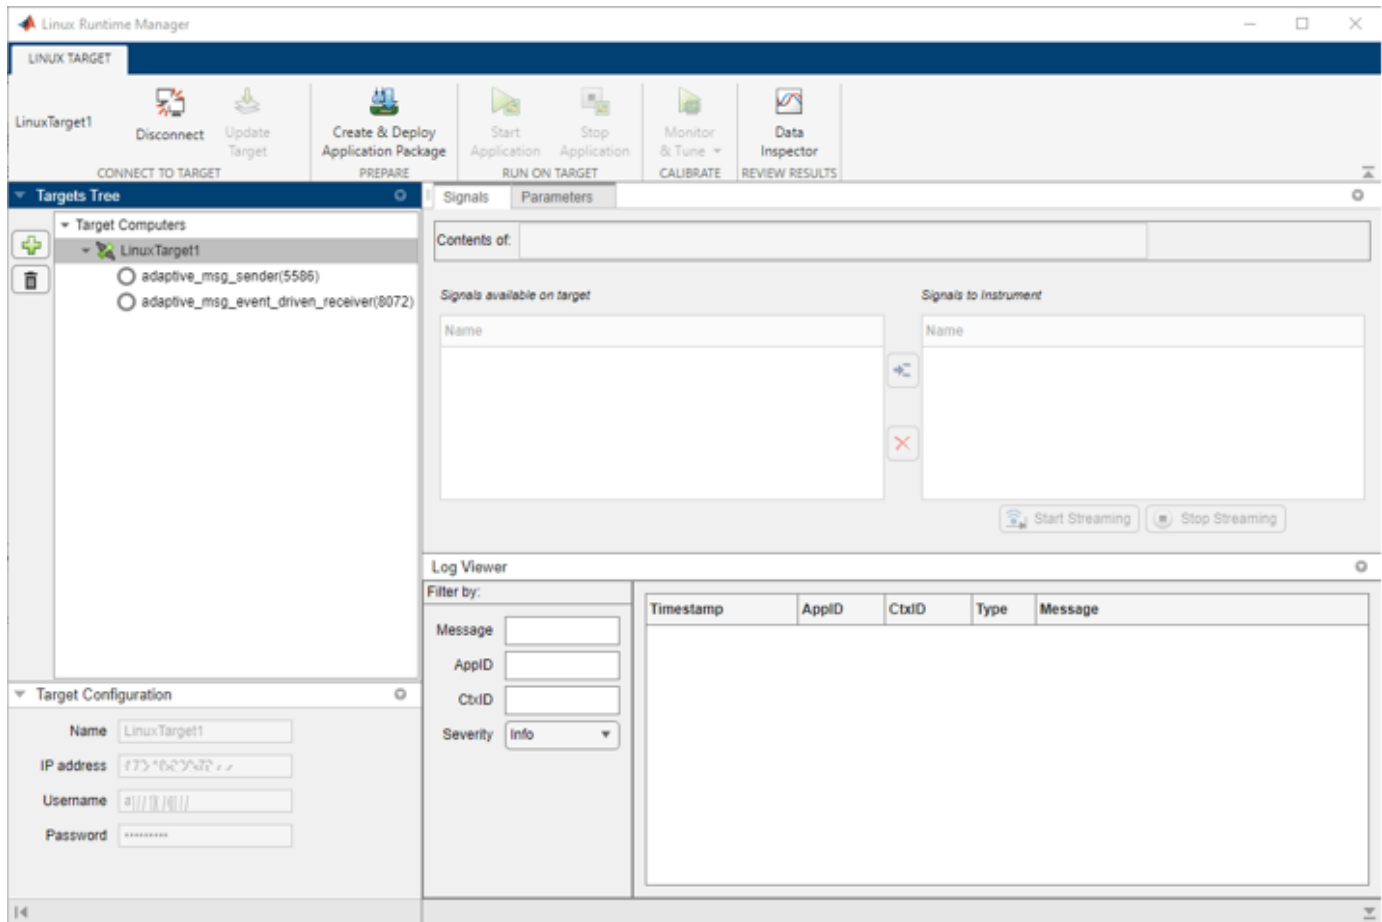 Linux Runtime Manager
LINUX TARGET
LinuxTarget1
Disconnect
Update
Target
CONNECT TO TARGET
Create & Deploy
Application Package
PREPARE
Start
Application
Stop
Application
RUN ON TARGET
Monitor
& Tune
CALIBRATE
Data
Inspector
REVIEW RESULTS
Targets Tree
Target Computers
LinuxTarget1
adaptive_msg_sender(5586)
adaptive_msg_event_driven_receiver(8072)
Target Configuration
Name LinuxTarget1
IP address
Username
Password •••••••••
Signals Parameters
Contents of:
Signals available on target
Name
Signals to Instrument
Name
Start Streaming Stop Streaming
Log Viewer
Filter by:
Message
AppID
CtxID
Severity Info
Timestamp AppID CtxID Type Message